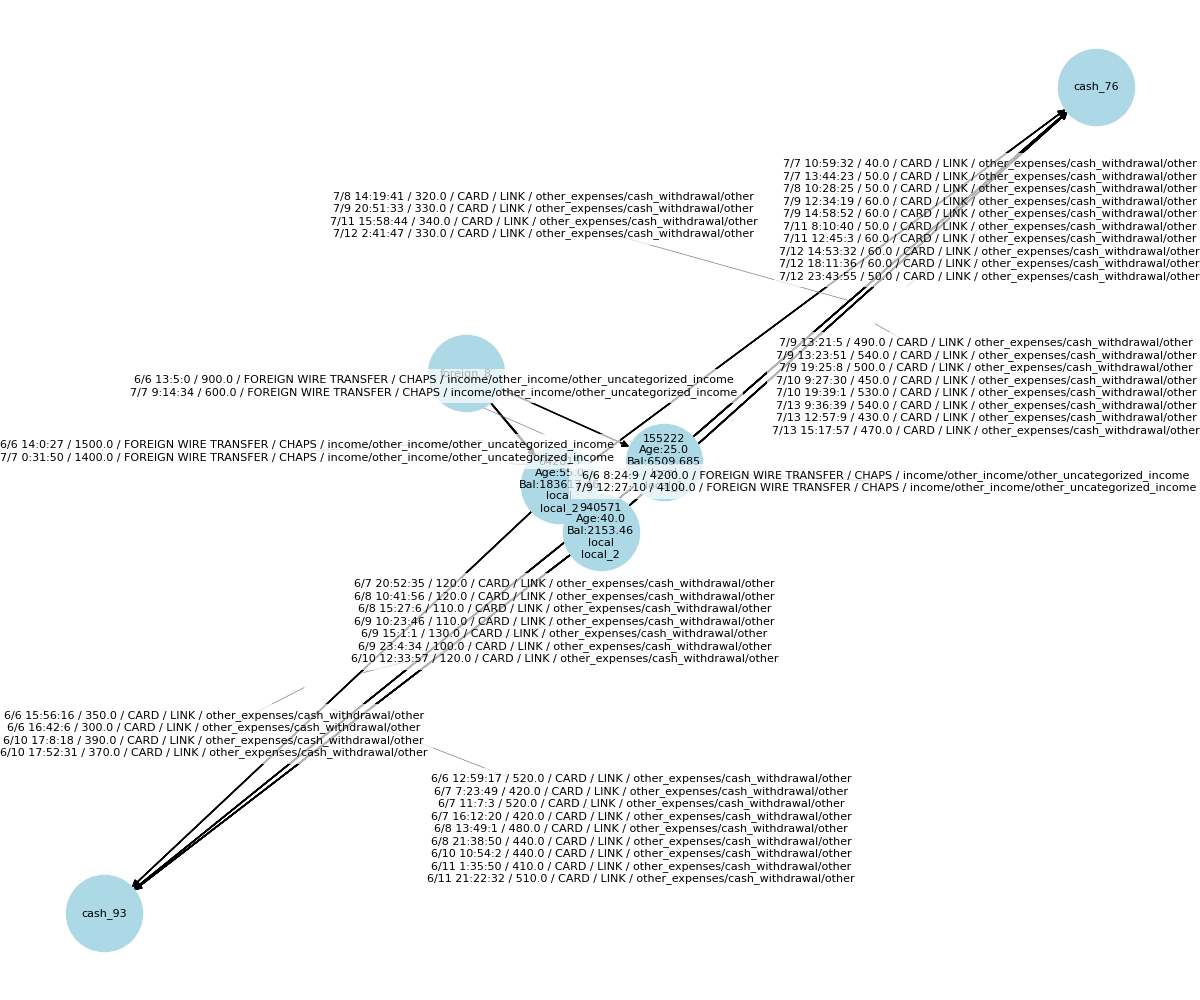 cash_76
7/7 10:59:32 / 40.0 / CARD / LINK / other_expenses/cash_withdrawal/other
7/7 13:44:23 / 50.0 / CARD / LINK / other_expenses/cash_withdrawal/other
7/8 10:28:25 / 50.0 / CARD / LINK / other_expenses/cash_withdrawal/other
7/9 12:34:19 / 60.0 / CARD / LINK / other_expenses/cash_withdrawal/other
7/9 14:58:52 / 60.0 / CARD / LINK / other_expenses/cash_withdrawal/other
7/11 8:10:40 / 50.0 / CARD / LINK / other_expenses/cash_withdrawal/other
7/11 12:45:3 / 60.0 / CARD / LINK / other_expenses/cash_withdrawal/other
7/12 14:53:32 / 60.0 / CARD / LINK / other_expenses/cash_withdrawal/other
7/12 18:11:36 / 60.0 / CARD / LINK / other_expenses/cash_withdrawal/other
7/12 23:43:55 / 50.0 / CARD / LINK / other_expenses/cash_withdrawal/other
7/8 14:19:41 / 320.0 / CARD / LINK / other_expenses/cash_withdrawal/other
7/9 20:51:33 / 330.0 / CARD / LINK / other_expenses/cash_withdrawal/other
7/11 15:58:44 / 340.0 / CARD / LINK / other_expenses/cash_withdrawal/other
7/12 2:41:47 / 330.0 / CARD / LINK / other_expenses/cash_withdrawal/other
7/9 13:21:5 / 490.0 / CARD / LINK / other_expenses/cash_withdrawal/other
7/9 13:23:51 / 540.0 / CARD / LINK / other_expenses/cash_withdrawal/other
7/9 19:25:8 / 500.0 / CARD / LINK / other_expenses/cash_withdrawal/other
7/10 9:27:30 / 450.0 / CARD / LINK / other_expenses/cash_withdrawal/other
7/10 19:39:1 / 530.0 / CARD / LINK / other_expenses/cash_withdrawal/other
7/13 9:36:39 / 540.0 / CARD / LINK / other_expenses/cash_withdrawal/other
7/13 12:57:9 / 430.0 / CARD / LINK / other_expenses/cash_withdrawal/other
7/13 15:17:57 / 470.0 / CARD / LINK / other_expenses/cash_withdrawal/other
foreign_8
6/6 13:5:0 / 900.0 / FOREIGN WIRE TRANSFER / CHAPS / income/other_income/other_uncategorized_income
7/7 9:14:34 / 600.0 / FOREIGN WIRE TRANSFER / CHAPS / income/other_income/other_uncategorized_income
6/6 14:0:27 / 1500.0 / FOREIGN WIRE TRANSFER / CHAPS / income/other_income/other_uncategorized_income
7/7 0:31:50 / 1400.0 / FOREIGN WIRE TRANSFER / CHAPS / income/other_income/other_uncategorized_income
155222
Age:25.0
Bal:6509.685
local
local_2
6/6 8:24:9 / 4200.0 / FOREIGN WIRE TRANSFER / CHAPS / income/other_income/other_uncategorized_income
7/9 12:27:10 / 4100.0 / FOREIGN WIRE TRANSFER / CHAPS / income/other_income/other_uncategorized_income
940571
Age:40.0
Bal:2153.46
local
local_2
6/7 20:52:35 / 120.0 / CARD / LINK / other_expenses/cash_withdrawal/other
6/8 10:41:56 / 120.0 / CARD / LINK / other_expenses/cash_withdrawal/other
6/8 15:27:6 / 110.0 / CARD / LINK / other_expenses/cash_withdrawal/other
6/9 10:23:46 / 110.0 / CARD / LINK / other_expenses/cash_withdrawal/other
6/9 15:1:1 / 130.0 / CARD / LINK / other_expenses/cash_withdrawal/other
6/9 23:4:34 / 100.0 / CARD / LINK / other_expenses/cash_withdrawal/other
6/10 12:33:57 / 120.0 / CARD / LINK / other_expenses/cash_withdrawal/other
6/6 15:56:16 / 350.0 / CARD / LINK / other_expenses/cash_withdrawal/other
6/6 16:42:6 / 300.0 / CARD / LINK / other_expenses/cash_withdrawal/other
6/10 17:8:18 / 390.0 / CARD / LINK / other_expenses/cash_withdrawal/other
6/10 17:52:31 / 370.0 / CARD / LINK / other_expenses/cash_withdrawal/other
6/6 12:59:17 / 520.0 / CARD / LINK / other_expenses/cash_withdrawal/other
6/7 7:23:49 / 420.0 / CARD / LINK / other_expenses/cash_withdrawal/other
6/7 11:7:3 / 520.0 / CARD / LINK / other_expenses/cash_withdrawal/other
6/7 16:12:20 / 420.0 / CARD / LINK / other_expenses/cash_withdrawal/other
6/8 13:49:1 / 480.0 / CARD / LINK / other_expenses/cash_withdrawal/other
6/8 21:38:50 / 440.0 / CARD / LINK / other_expenses/cash_withdrawal/other
6/10 10:54:2 / 440.0 / CARD / LINK / other_expenses/cash_withdrawal/other
6/11 1:35:50 / 410.0 / CARD / LINK / other_expenses/cash_withdrawal/other
6/11 21:22:32 / 510.0 / CARD / LINK / other_expenses/cash_withdrawal/other
cash_93